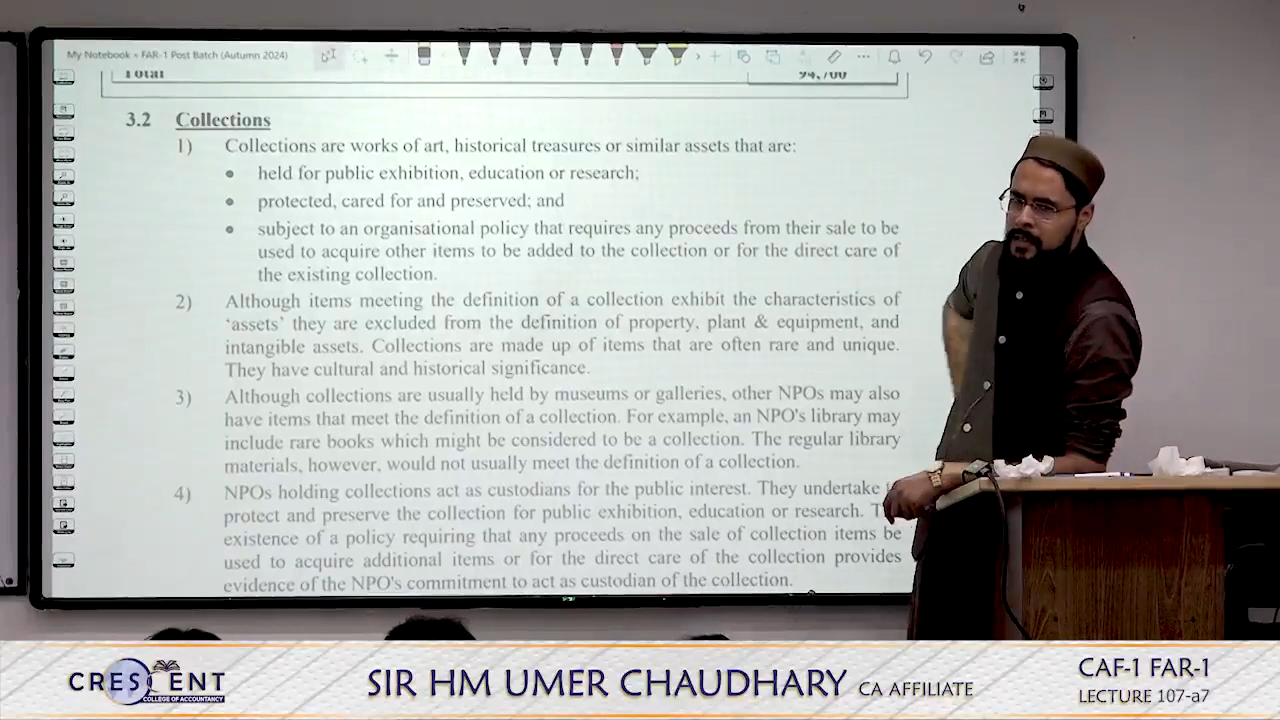 My Notebook » FAR-1 Post Batch (Autumn 2024)
Total 94,700
3.2 Collections
1) Collections are works of art, historical treasures or similar assets that are:
• held for public exhibition, education or research;
• protected, cared for and preserved; and
• subject to an organisational policy that requires any proceeds from their sale to be
used to acquire other items to be added to the collection or for the direct care of
the existing collection.
2) Although items meeting the definition of a collection exhibit the characteristics of
‘assets’ they are excluded from the definition of property, plant & equipment, and
intangible assets. Collections are made up of items that are often rare and unique.
They have cultural and historical significance.
3) Although collections are usually held by museums or galleries, other NPOs may also
have items that meet the definition of a collection. For example, an NPO's library may
include rare books which might be considered to be a collection. The regular library
materials, however, would not usually meet the definition of a collection.
4) NPOs holding collections act as custodians for the public interest. They undertake
protect and preserve the collection for public exhibition, education or research.
existence of a policy requiring that any proceeds on the sale of collection items be
used to acquire additional items or for the direct care of the collection provides
evidence of the NPO's commitment to act as custodian of the collection.
CRESCENT
COLLEGE OF ACCOUNTANCY
SIR HM UMER CHAUDHARY CA AFFILIATE
CAF-1 FAR-1
LECTURE 107-a7